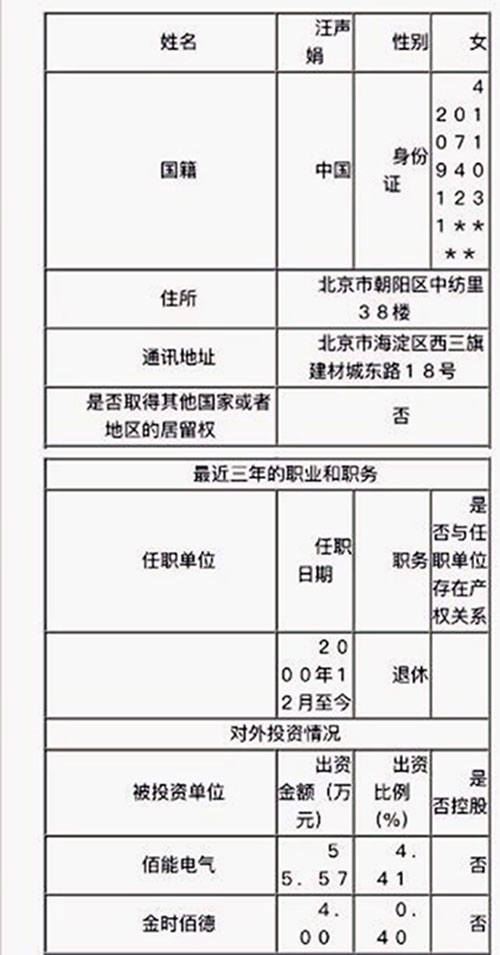 姓名 汪声娟 性别 女
国籍 中国 身份证 420107194012311****
住所 北京市朝阳区中纺里38楼
通讯地址 北京市海淀区西三旗建材城东路18号
是否取得其他国家或者地区的居留权 否
最近三年的职业和职务
任职单位 任职日期 职务 是否与任职单位存在产权关系
2000年12月至今 退休
对外投资情况
被投资单位 出资金额（万元） 出资比例（%） 是否控股
佰能电气 55.57 4.41 否
金时佰德 4.00 0.40 否